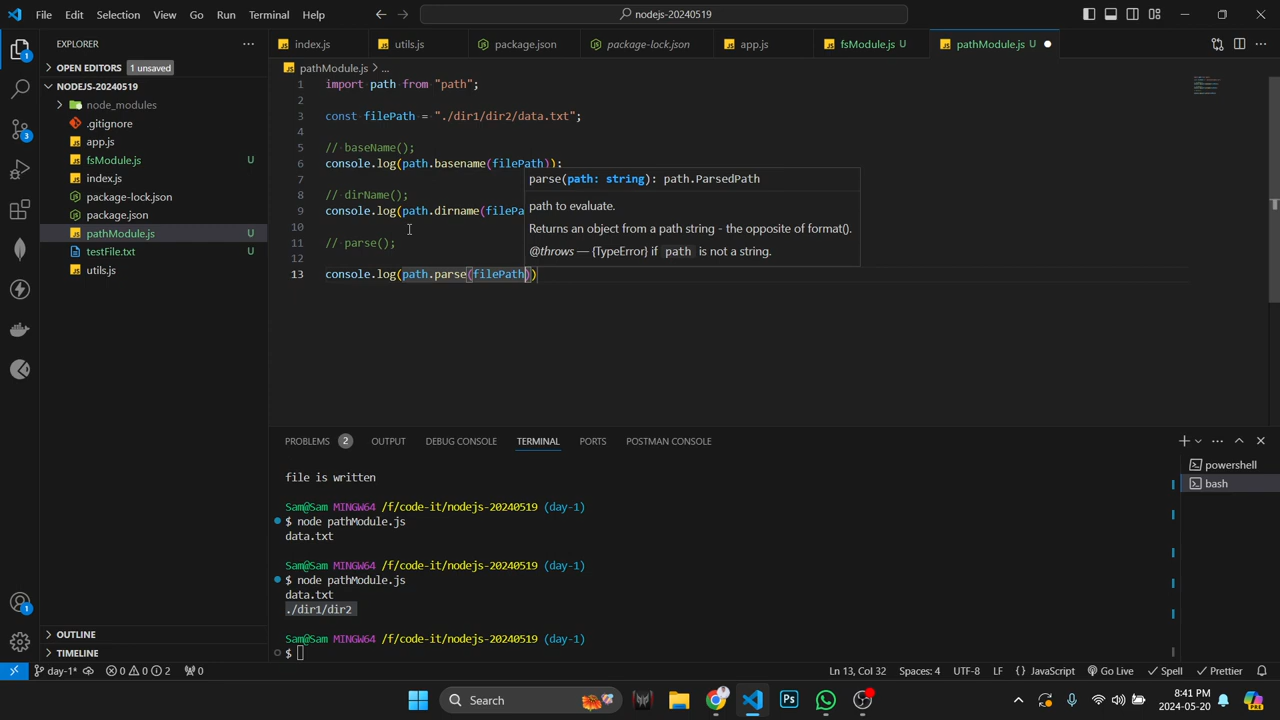 File Edit Selection View Go Run Terminal Help
nodejs-20240519
EXPLORER
index.js utils.js package.json package-lock.json app.js fsModule.js U pathModule.js U
OPEN EDITORS 1 unsaved
pathModule.js > ...
NODEJS-20240519
node_modules
.gitignore
app.js
fsModule.js U
index.js
package-lock.json
package.json
pathModule.js U
testFile.txt U
utils.js
1 import path from "path";
2
3 const filePath = "./dir1/dir2/data.txt";
4
5 // baseName();
6 console.log(path.basename(filePath));
7
8 // dirName();
9 console.log(path.dirname(filePa
10
11 // parse();
12
13 console.log(path.parse(filePath))
parse(path: string): path.ParsedPath
path to evaluate.
Returns an object from a path string - the opposite of format().
@throws — {TypeError} if path is not a string.
PROBLEMS 2 OUTPUT DEBUG CONSOLE TERMINAL PORTS POSTMAN CONSOLE
powershell
bash
file is written
Sam@Sam MINGW64 /f/code-it/nodejs-20240519 (day-1)
$ node pathModule.js
data.txt
Sam@Sam MINGW64 /f/code-it/nodejs-20240519 (day-1)
$ node pathModule.js
data.txt
./dir1/dir2
Sam@Sam MINGW64 /f/code-it/nodejs-20240519 (day-1)
$
1
3
1
OUTLINE
TIMELINE
day-1* 0 0 2 0
Ln 13, Col 32 Spaces: 4 UTF-8 LF {} JavaScript Go Live Spell Prettier
Search
Ps
8:41 PM
2024-05-20
PRE